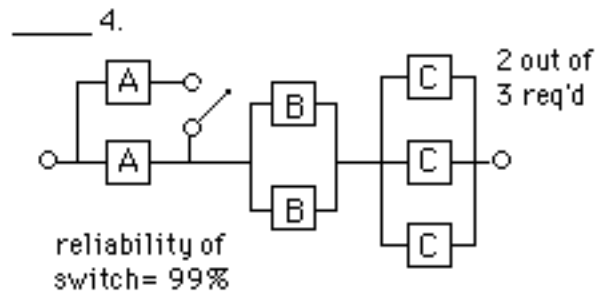 4.
A
A
B
B
C
C
C
2 out of
3 req'd
reliability of
switch= 99%